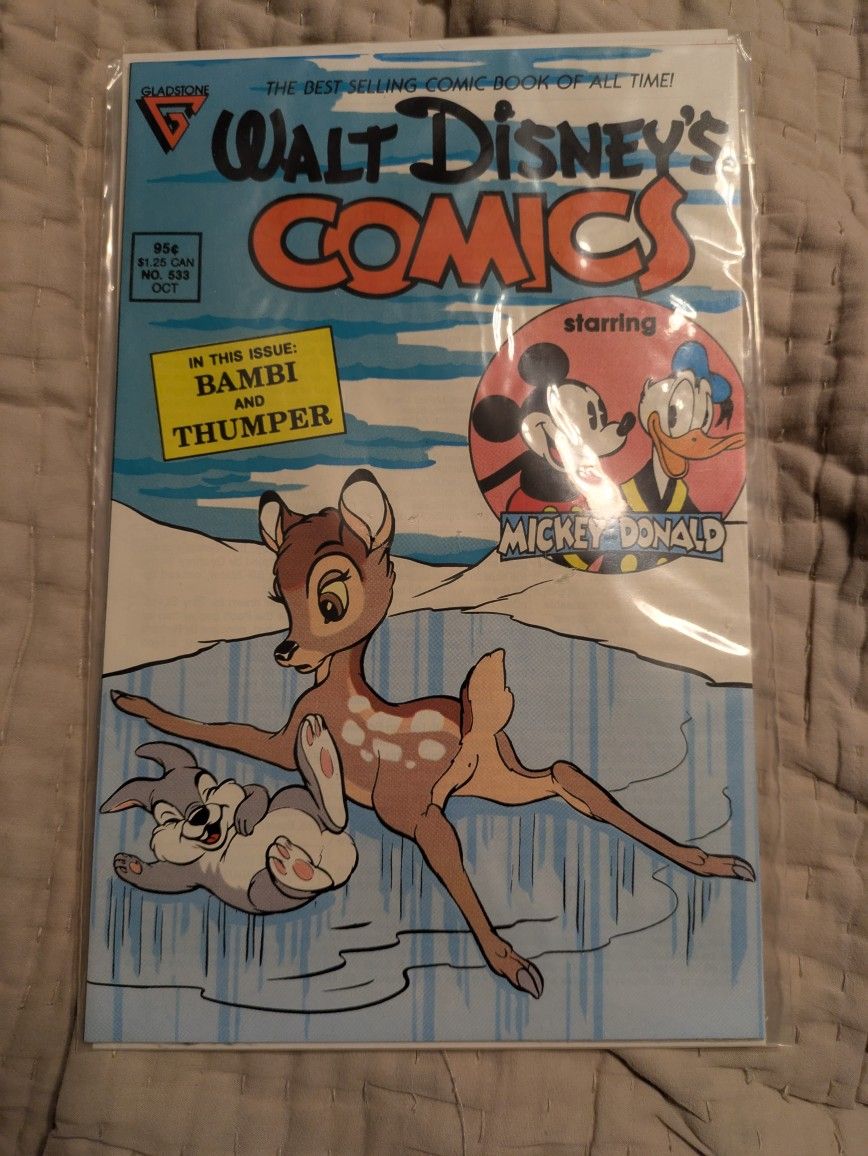 GLADSTONE
G
THE BEST SELLING COMIC BOOK OF ALL TIME!
WALT DISNEY'S
COMICS
95¢
$1.25 CAN
NO. 533
OCT
IN THIS ISSUE:
BAMBI
AND
THUMPER
starring
MICKEY DONALD